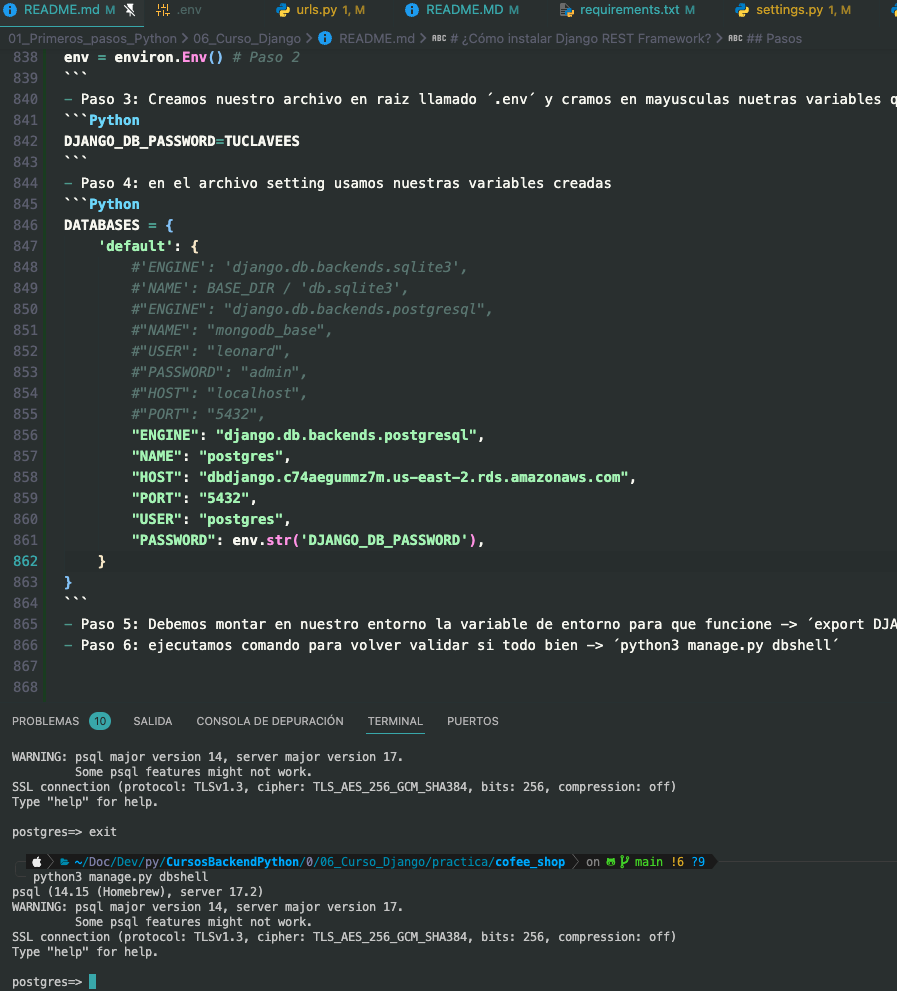 README.md M
.env
urls.py 1, M
README.MD M
requirements.txt M
settings.py 1, M
01_Primeros_pasos_Python > 06_Curso_Django > README.md > # ¿Cómo instalar Django REST Framework? > ## Pasos
838 env = environ.Env() # Paso 2
839 ```
840 - Paso 3: Creamos nuestro archivo en raiz llamado ´.env´ y cramos en mayusculas nuetras variables q
841 ```Python
842 DJANGO_DB_PASSWORD=TUCLAVEES
843 ```
844 - Paso 4: en el archivo setting usamos nuestras variables creadas
845 ```Python
846 DATABASES = {
847     'default': {
848         #'ENGINE': 'django.db.backends.sqlite3',
849         #'NAME': BASE_DIR / 'db.sqlite3',
850         #"ENGINE": "django.db.backends.postgresql",
851         #"NAME": "mongodb_base",
852         #"USER": "leonard",
853         #"PASSWORD": "admin",
854         #"HOST": "localhost",
855         #"PORT": "5432",
856         "ENGINE": "django.db.backends.postgresql",
857         "NAME": "postgres",
858         "HOST": "dbdjango.c74aegummz7m.us-east-2.rds.amazonaws.com",
859         "PORT": "5432",
860         "USER": "postgres",
861         "PASSWORD": env.str('DJANGO_DB_PASSWORD'),
862     }
863 }
864 ```
865 - Paso 5: Debemos montar en nuestro entorno la variable de entorno para que funcione -> ´export DJA
866 - Paso 6: ejecutamos comando para volver validar si todo bien -> ´python3 manage.py dbshell´
867
868
PROBLEMAS 10 SALIDA CONSOLA DE DEPURACIÓN TERMINAL PUERTOS
WARNING: psql major version 14, server major version 17.
         Some psql features might not work.
SSL connection (protocol: TLSv1.3, cipher: TLS_AES_256_GCM_SHA384, bits: 256, compression: off)
Type "help" for help.
postgres=> exit
~/Doc/Dev/py/CursosBackendPython/0/06_Curso_Django/practica/cofee_shop on main !6 ?9
python3 manage.py dbshell
psql (14.15 (Homebrew), server 17.2)
WARNING: psql major version 14, server major version 17.
         Some psql features might not work.
SSL connection (protocol: TLSv1.3, cipher: TLS_AES_256_GCM_SHA384, bits: 256, compression: off)
Type "help" for help.
postgres=>